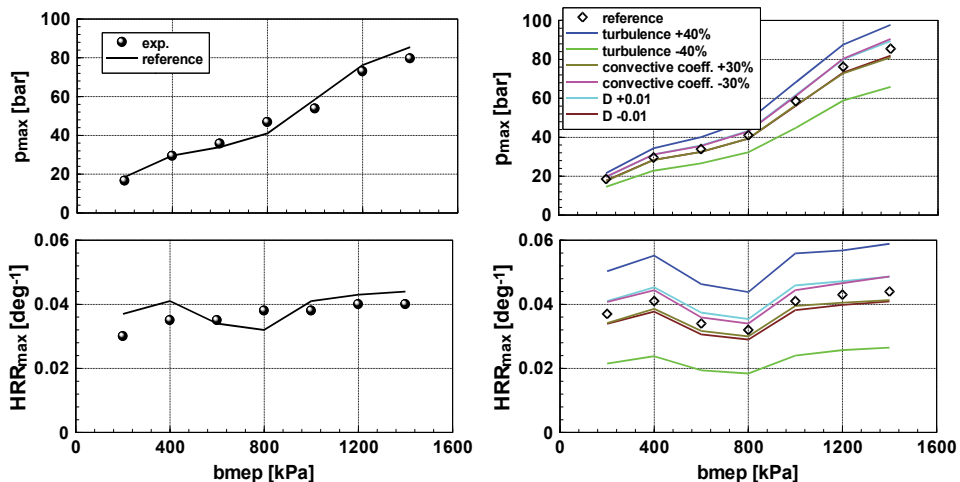 100
80
60
40
20
0
pmax [bar]
exp.
reference
100
80
60
40
20
0
pmax [bar]
reference
turbulence +40%
turbulence -40%
convective coeff. +30%
convective coeff. -30%
D +0.01
D -0.01
0.06
0.04
0.02
0
HRRmax [deg-1]
0 400 800 1200 1600
bmep [kPa]
0.06
0.04
0.02
0
HRRmax [deg-1]
0 400 800 1200 1600
bmep [kPa]